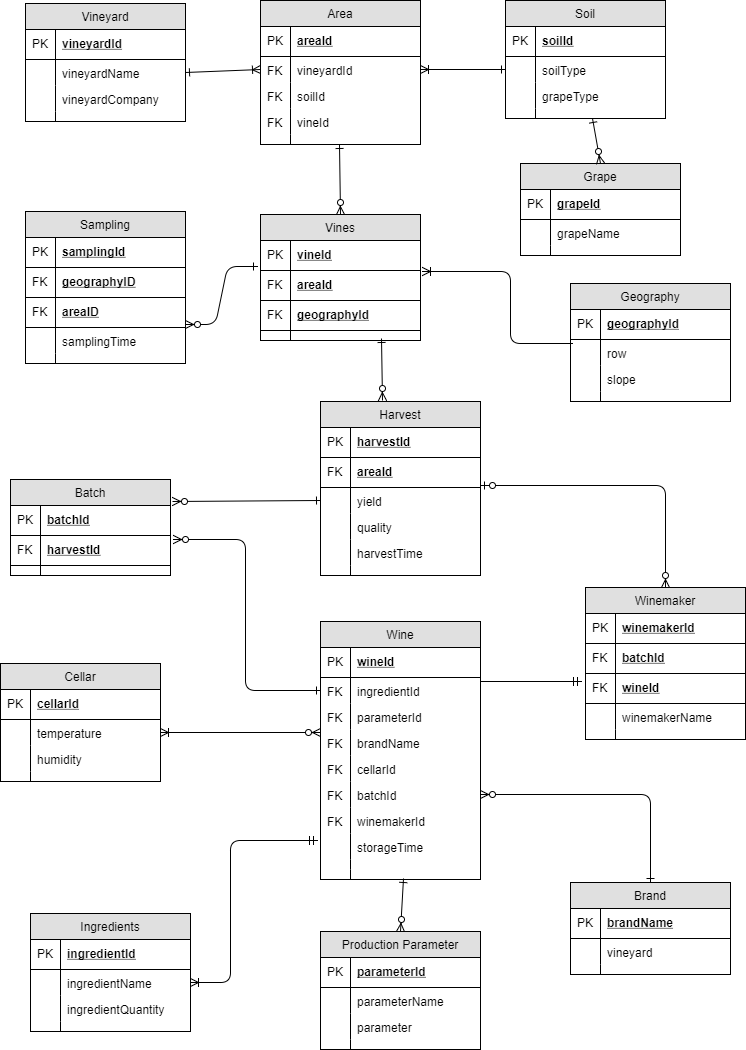 Vineyard
PK vineyardId
vineyardName
vineyardCompany
Area
PK areaId
FK vineyardId
FK soilId
FK vineId
Soil
PK soilId
soilType
grapeType
Grape
PK grapeId
grapeName
Sampling
PK samplingId
FK geographyID
FK areaID
samplingTime
Vines
PK vineId
FK areaId
FK geographyId
Geography
PK geographyId
row
slope
Harvest
PK harvestId
FK areaId
yield
quality
harvestTime
Batch
PK batchId
FK harvestId
Winemaker
PK winemakerId
FK batchId
FK wineId
winemakerName
Wine
PK wineId
FK ingredientId
FK parameterId
FK brandName
FK cellarId
FK batchId
FK winemakerId
storageTime
Cellar
PK cellarId
temperature
humidity
Brand
PK brandName
vineyard
Ingredients
PK ingredientId
ingredientName
ingredientQuantity
Production Parameter
PK parameterId
parameterName
parameter